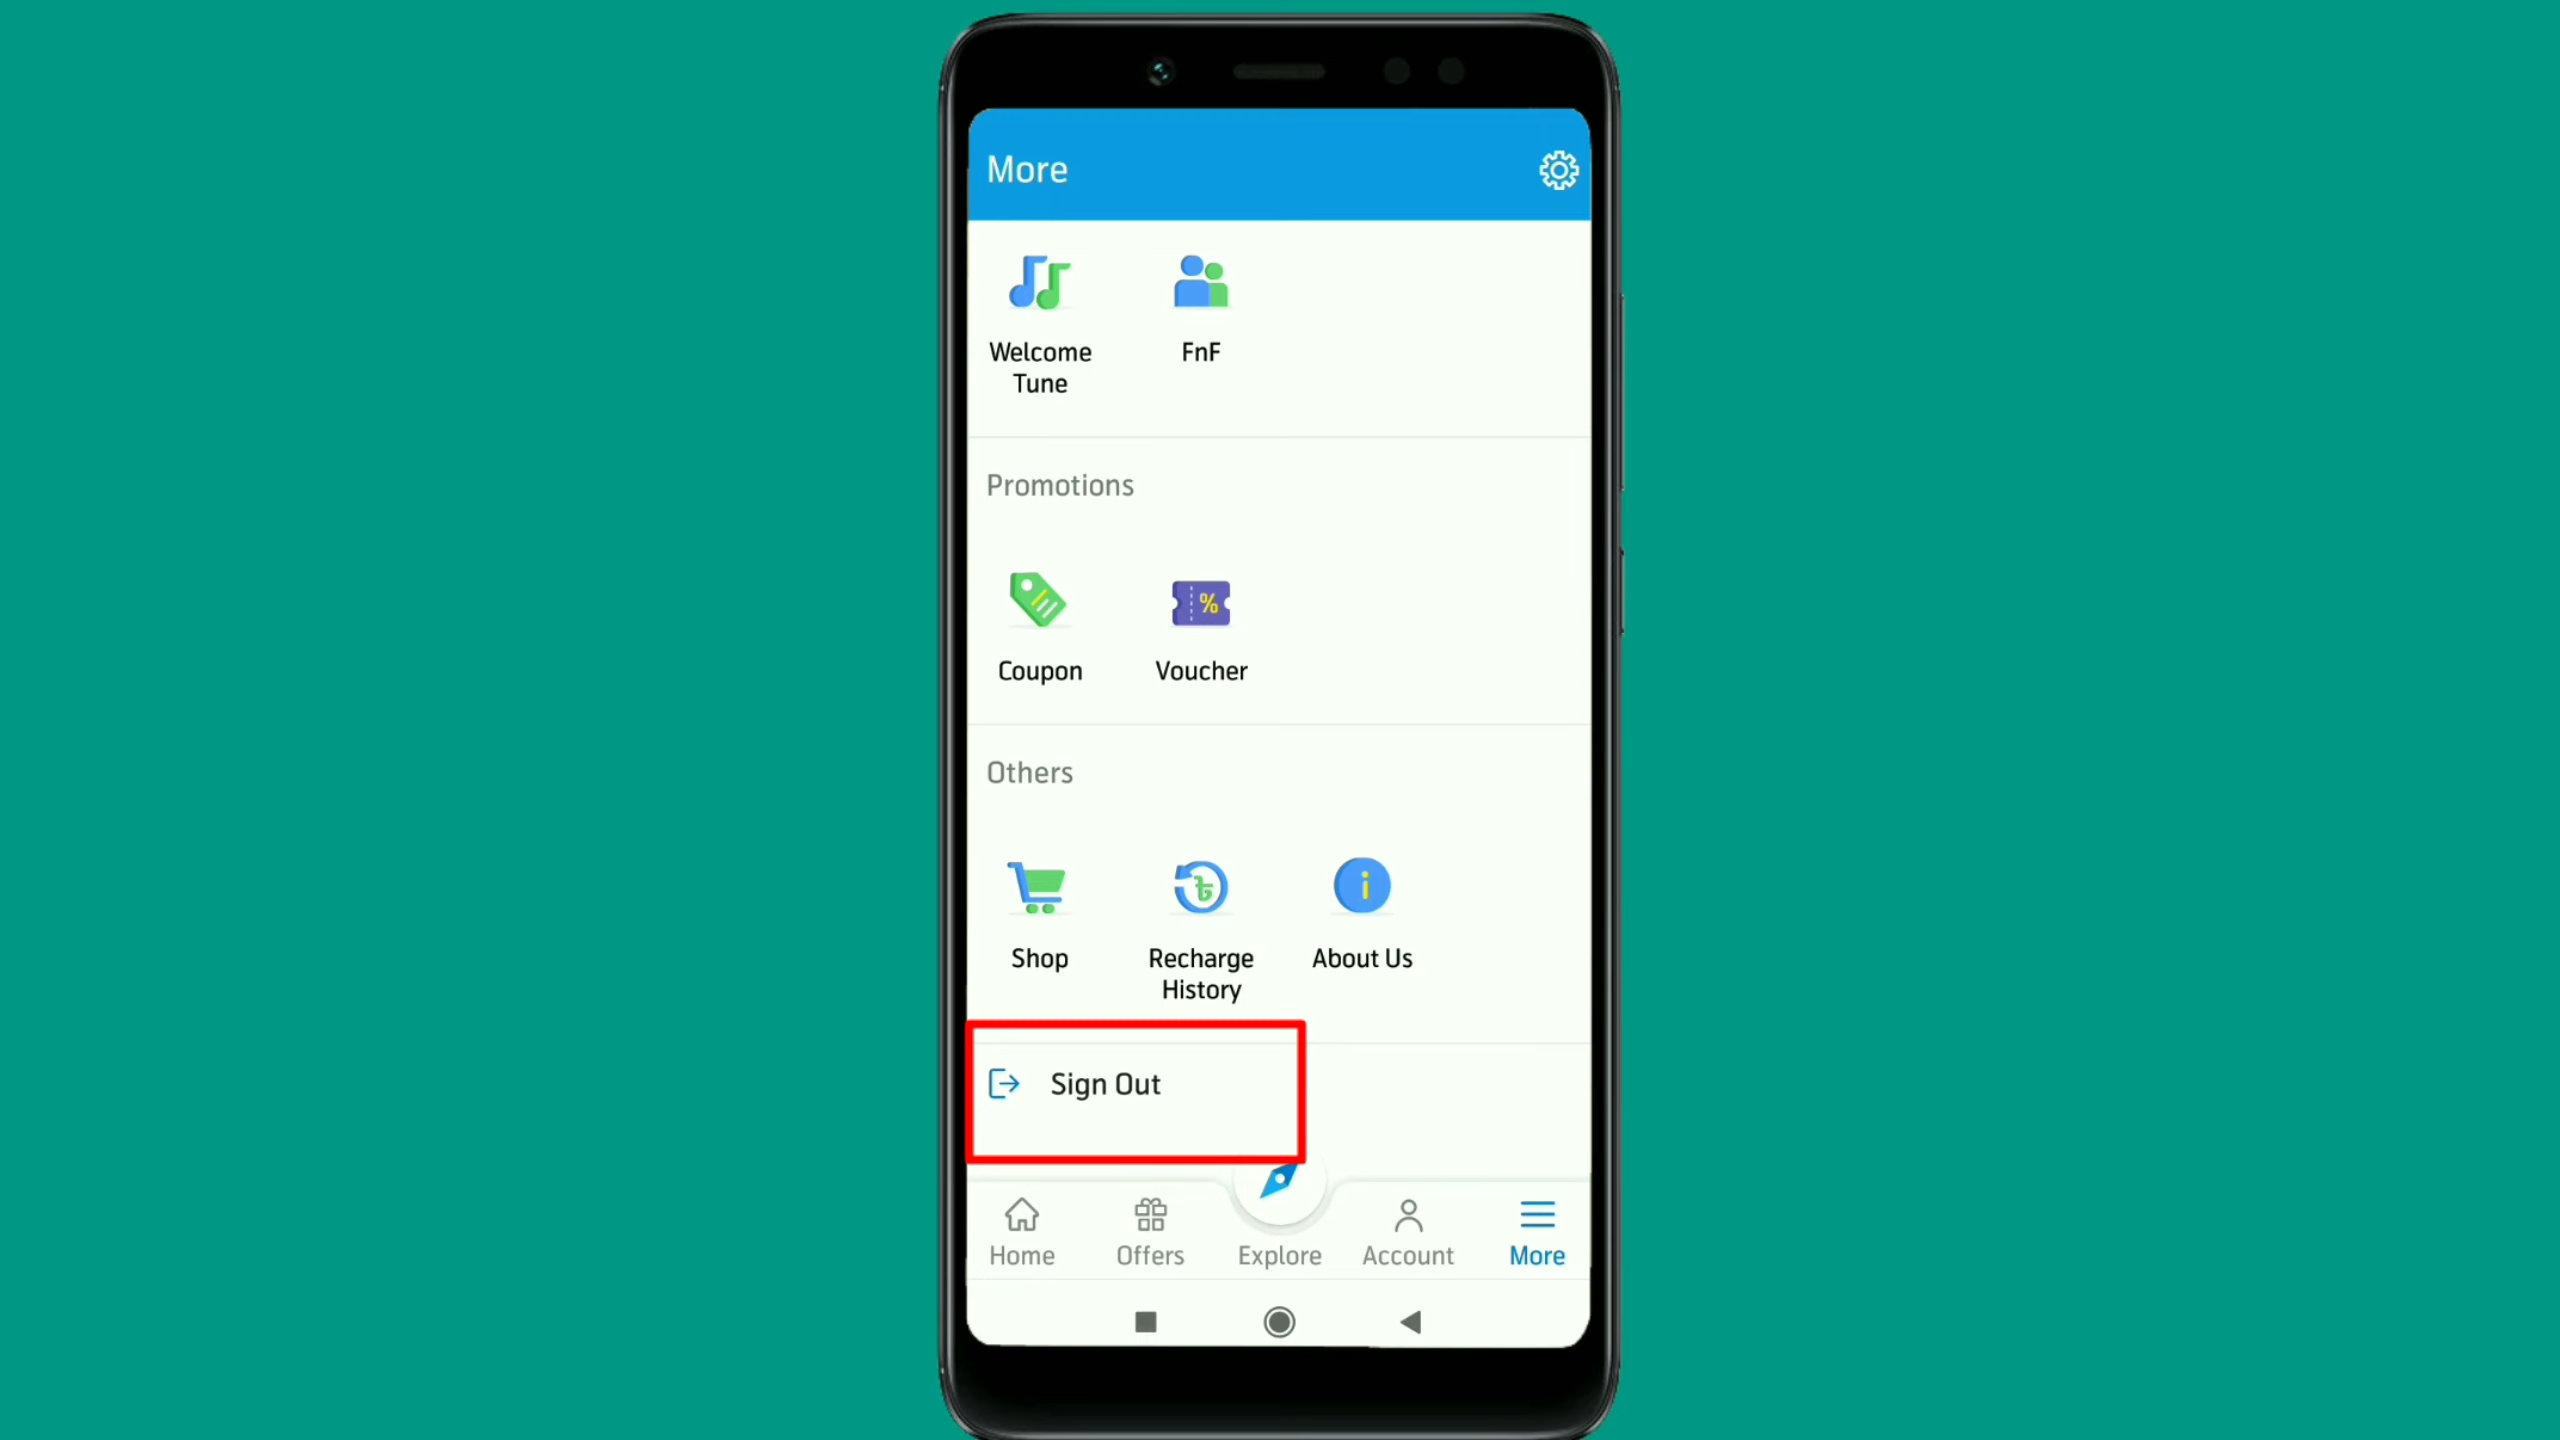 More
Welcome
Tune
FnF
Promotions
%
Coupon
Voucher
Others
৳
i
Shop
Recharge
History
About Us
Sign Out
Home
Offers
Explore
Account
More